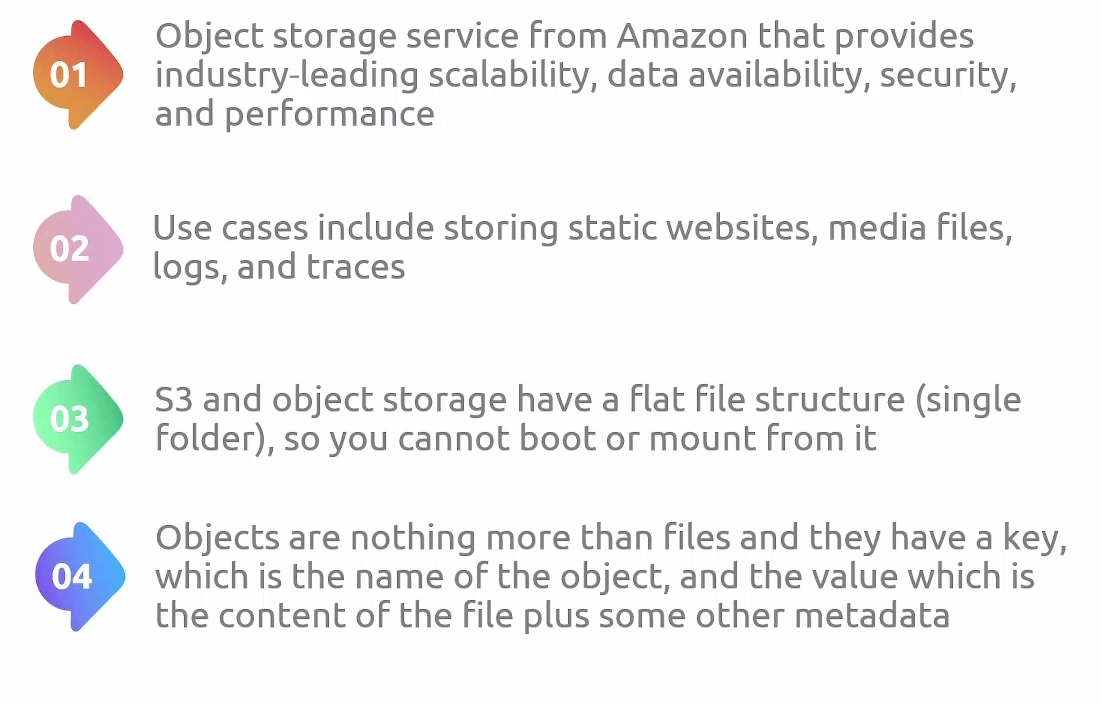 01
Object storage service from Amazon that provides
industry-leading scalability, data availability, security,
and performance
02
Use cases include storing static websites, media files,
logs, and traces
03
S3 and object storage have a flat file structure (single
folder), so you cannot boot or mount from it
04
Objects are nothing more than files and they have a key,
which is the name of the object, and the value which is
the content of the file plus some other metadata